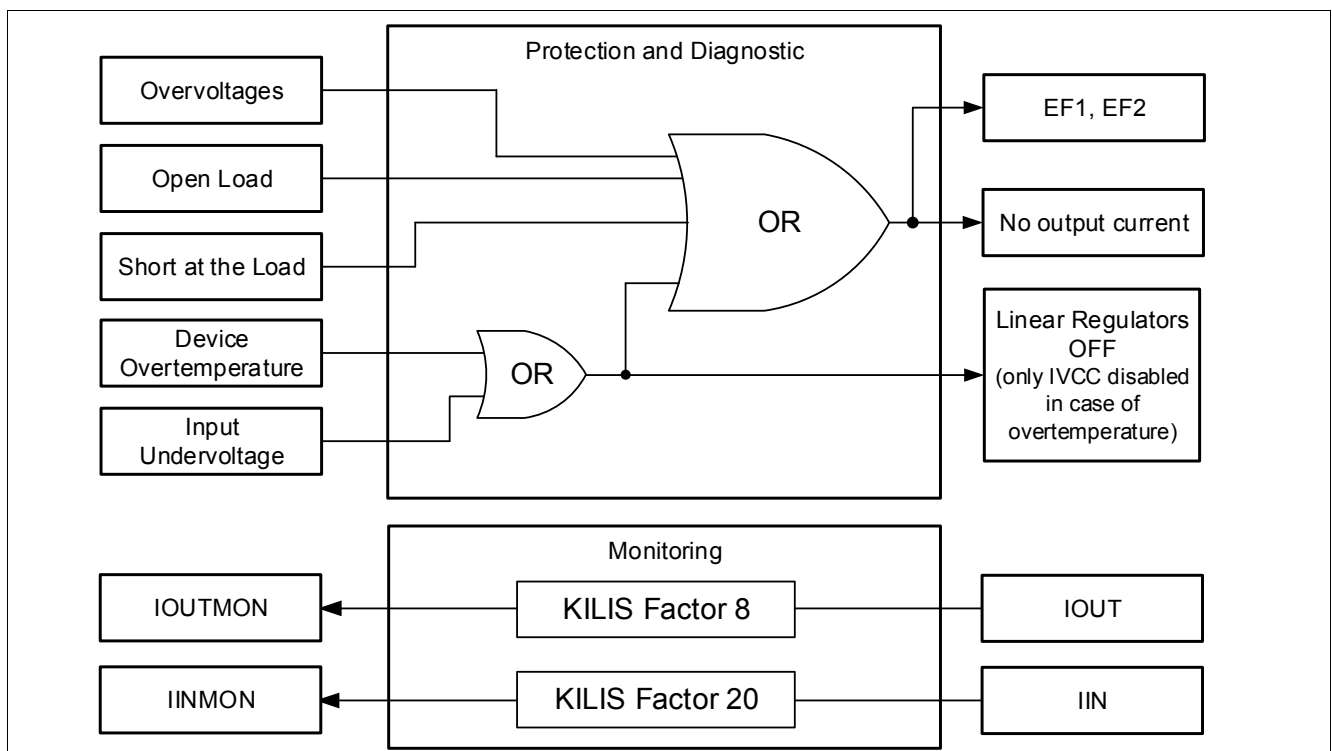 Protection and Diagnostic
Overvoltages
Open Load
Short at the Load
Device
Overtemperature
Input
Undervoltage
OR
OR
EF1, EF2
No output current
Linear Regulators
OFF
(only IVCC disabled
in case of
overtemperature)
Monitoring
IOUTMON
KILIS Factor 8
IOUT
IINMON
KILIS Factor 20
IIN